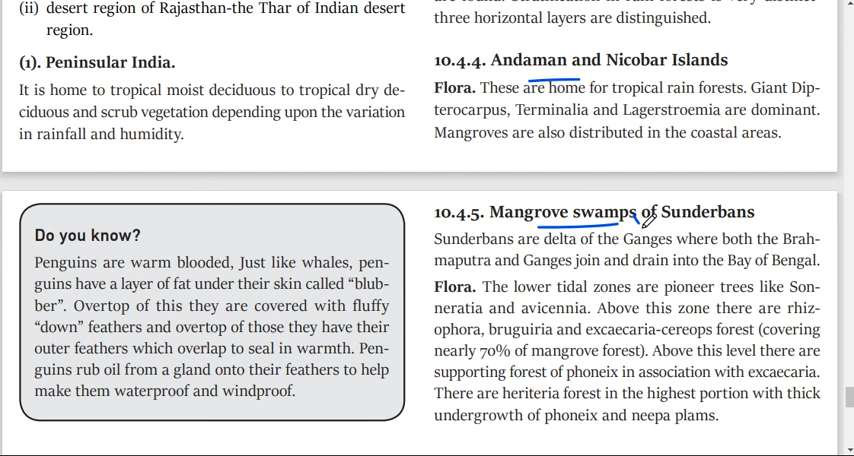 (ii) desert region of Rajasthan-the Thar of Indian desert
region.
(1). Peninsular India.
It is home to tropical moist deciduous to tropical dry de-
ciduous and scrub vegetation depending upon the variation
in rainfall and humidity.
three horizontal layers are distinguished.
10.4.4. Andaman and Nicobar Islands
Flora. These are home for tropical rain forests. Giant Dip-
terocarpus, Terminalia and Lagerstroemia are dominant.
Mangroves are also distributed in the coastal areas.
Do you know?
Penguins are warm blooded, Just like whales, pen-
guins have a layer of fat under their skin called “blub-
ber”. Overtop of this they are covered with fluffy
“down” feathers and overtop of those they have their
outer feathers which overlap to seal in warmth. Pen-
guins rub oil from a gland onto their feathers to help
make them waterproof and windproof.
10.4.5. Mangrove swamps of Sunderbans
Sunderbans are delta of the Ganges where both the Brah-
maputra and Ganges join and drain into the Bay of Bengal.
Flora. The lower tidal zones are pioneer trees like Son-
neratia and avicennia. Above this zone there are rhiz-
ophora, bruguiria and excaecaria-cereops forest (covering
nearly 70% of mangrove forest). Above this level there are
supporting forest of phoneix in association with excaecaria.
There are heriteria forest in the highest portion with thick
undergrowth of phoneix and neepa plams.